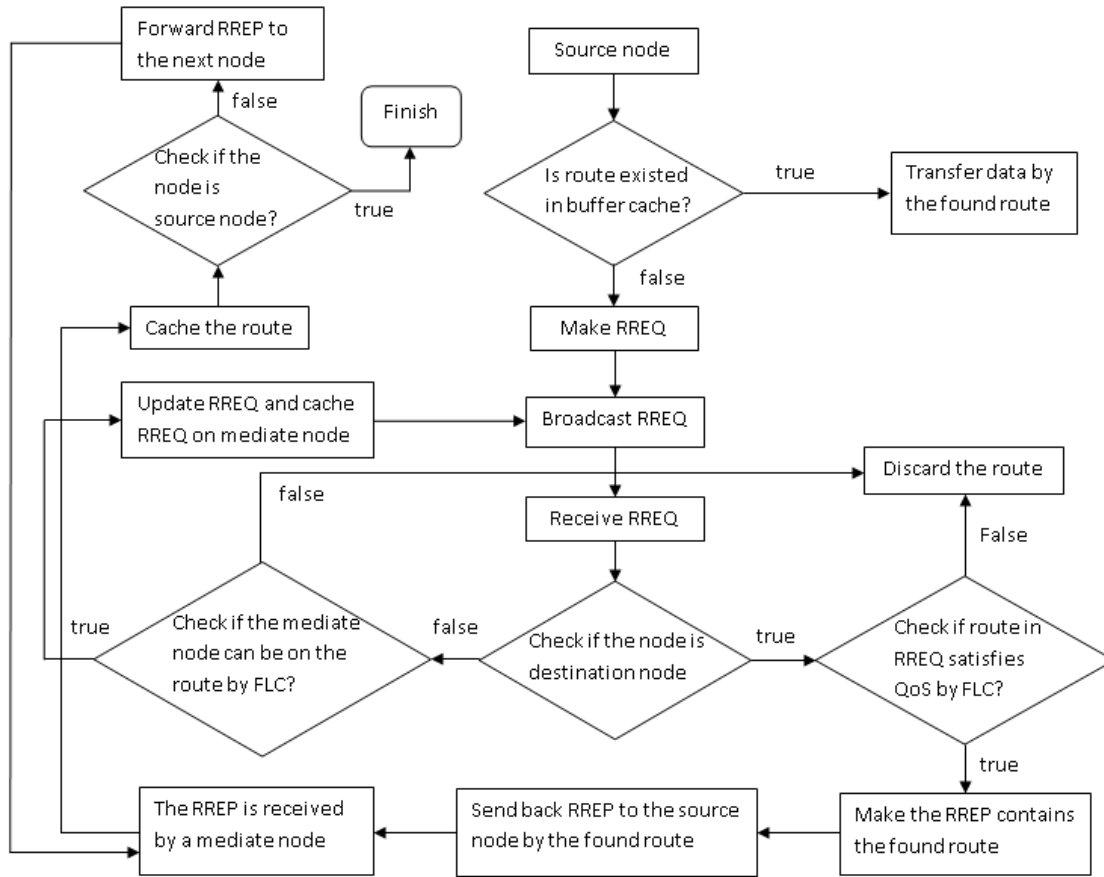 Forward RREP to
the next node
Source node
false
Finish
Check if the
node is
source node?
true
Is route existed
in buffer cache?
true
Transfer data by
the found route
false
Cache the route
Make RREQ
Update RREQ and cache
RREQ on mediate node
Broadcast RREQ
false
Discard the route
Receive RREQ
False
true
Check if the mediate
node can be on the
route by FLC?
false
Check if the node is
destination node
true
Check if route in
RREQ satisfies
QoS by FLC?
true
The RREP is received
by a mediate node
Send back RREP to the source
node by the found route
Make the RREP contains
the found route